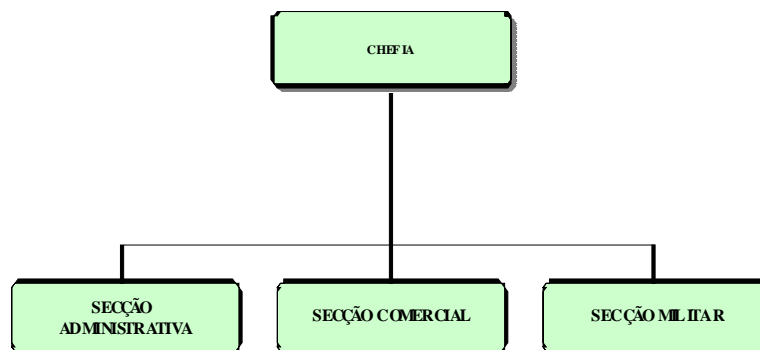 CHEFIA
SECÇÃO
ADMINISTRATIVA
SECÇÃO COMERCIAL
SECÇÃO MILITAR